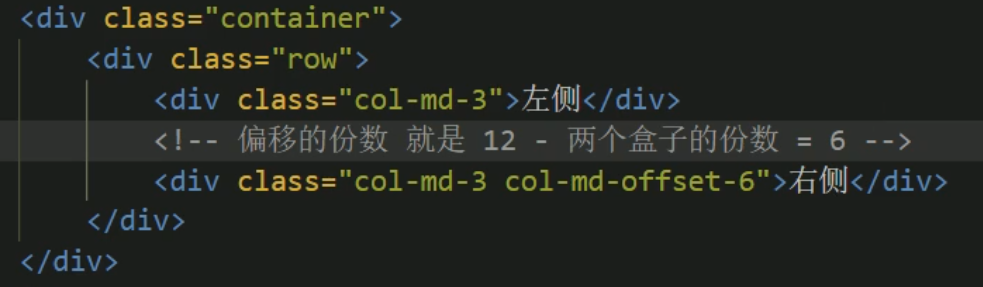 <div class="container">
<div class="row">
<div class="col-md-3">左侧</div>
<!-- 偏移的份数 就是 12 - 两个盒子的份数 = 6 -->
<div class="col-md-3 col-md-offset-6">右侧</div>
</div>
</div>